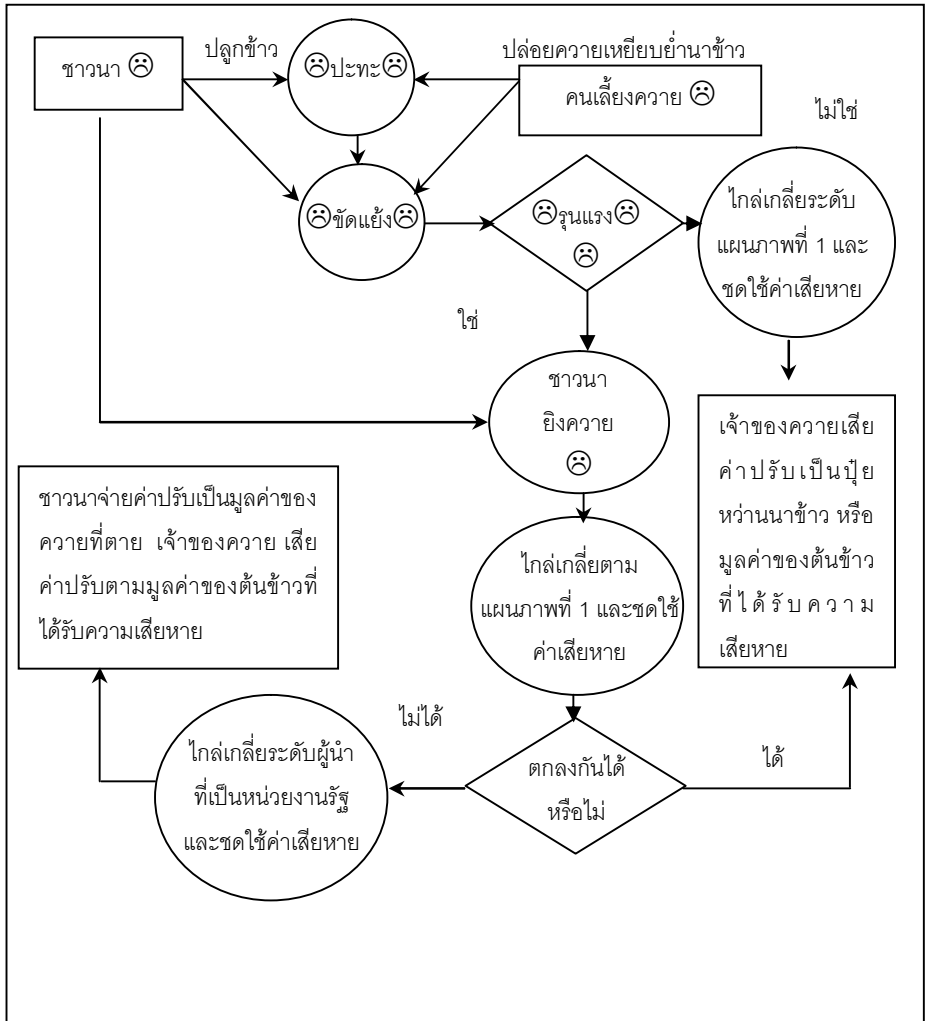 ปลูกข้าว
ปล่อยควายเหยียบย่ำนาข้าว
ชาวนา ☹
☹ปะทะ☹
คนเลี้ยงควาย ☹
ไม่ใช่
☹ขัดแย้ง☹
☹รุนแรง☹
☹
ไกล่เกลี่ยระดับ
แผนภาพที่ 1 และ
ชดใช้ค่าเสียหาย
ใช่
ชาวนา
ยิงควาย
☹
เจ้าของควายเสีย
ค่าปรับเป็นปุ๋ย
หว่านนาข้าว หรือ
มูลค่าของต้นข้าว
ที่ได้รับความ
เสียหาย
ชาวนาจ่ายค่าปรับเป็นมูลค่าของ
ควายที่ตาย เจ้าของควาย เสีย
ค่าปรับตามมูลค่าของต้นข้าวที่
ได้รับความเสียหาย
ไกล่เกลี่ยตาม
แผนภาพที่ 1 และชดใช้
ค่าเสียหาย
ไม่ได้
ได้
ตกลงกันได้
หรือไม่
ไกล่เกลี่ยระดับผู้นำ
ที่เป็นหน่วยงานรัฐ
และชดใช้ค่าเสียหาย